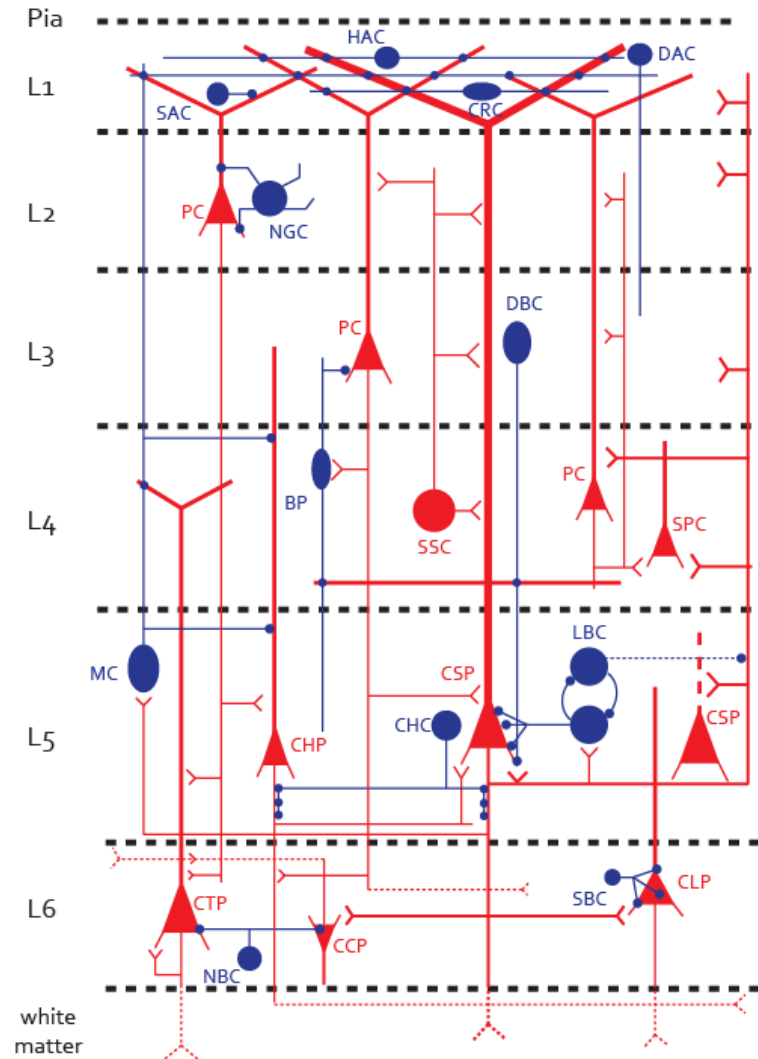 Pia
HAC
DAC
L1
SAC
CRC
L2
PC
NGC
DBC
L3
PC
BP
PC
L4
SSC
SPC
LBC
MC
CSP
CHC
CSP
L5
CHP
SBC
CLP
L6
CTP
CCP
NBC
white
matter